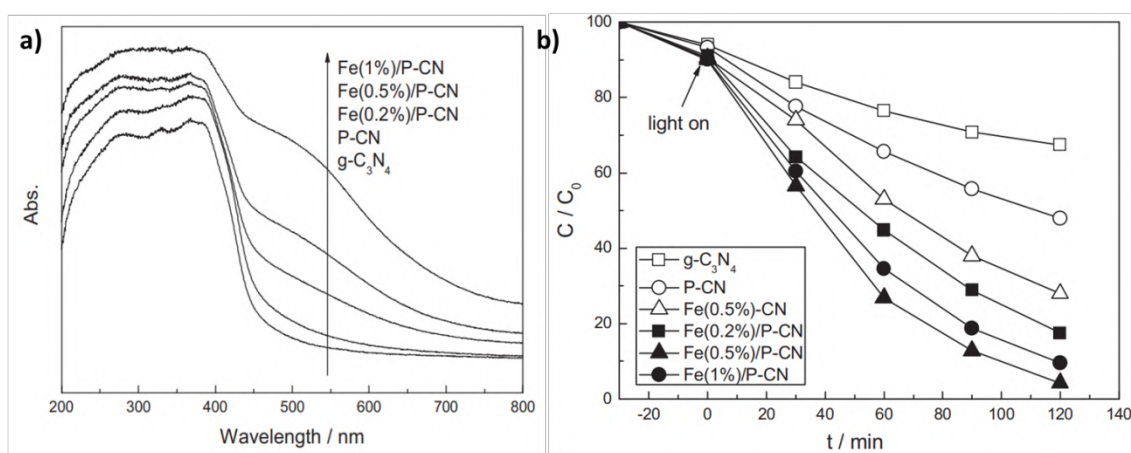 a)
Fe(1%)/P-CN
Fe(0.5%)/P-CN
Fe(0.2%)/P-CN
P-CN
g-C₃N₄
Abs.
200 300 400 500 600 700 800
Wavelength / nm
b)
100
80
60
40
20
0
C / C₀
light on
g-C₃N₄
P-CN
Fe(0.5%)-CN
Fe(0.2%)/P-CN
Fe(0.5%)/P-CN
Fe(1%)/P-CN
-20 0 20 40 60 80 100 120 140
t / min